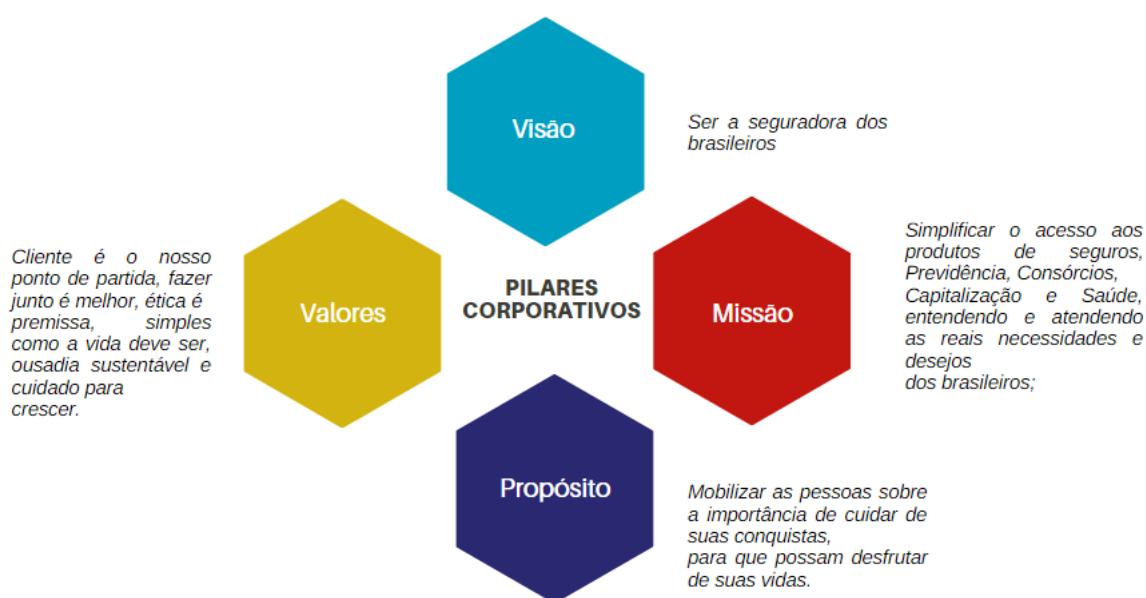 Visão
Ser a seguradora dos
brasileiros
Cliente é o nosso
ponto de partida, fazer
junto é melhor, ética é
premissa, simples
como a vida deve ser,
ousadia sustentável e
cuidado para
crescer.
Valores
PILARES
CORPORATIVOS
Missão
Simplificar o acesso aos
produtos de seguros,
Previdência, Consórcios,
Capitalização e Saúde,
entendendo e atendendo
as reais necessidades e
desejos
dos brasileiros;
Propósito
Mobilizar as pessoas sobre
a importância de cuidar de
suas conquistas,
para que possam desfrutar
de suas vidas.